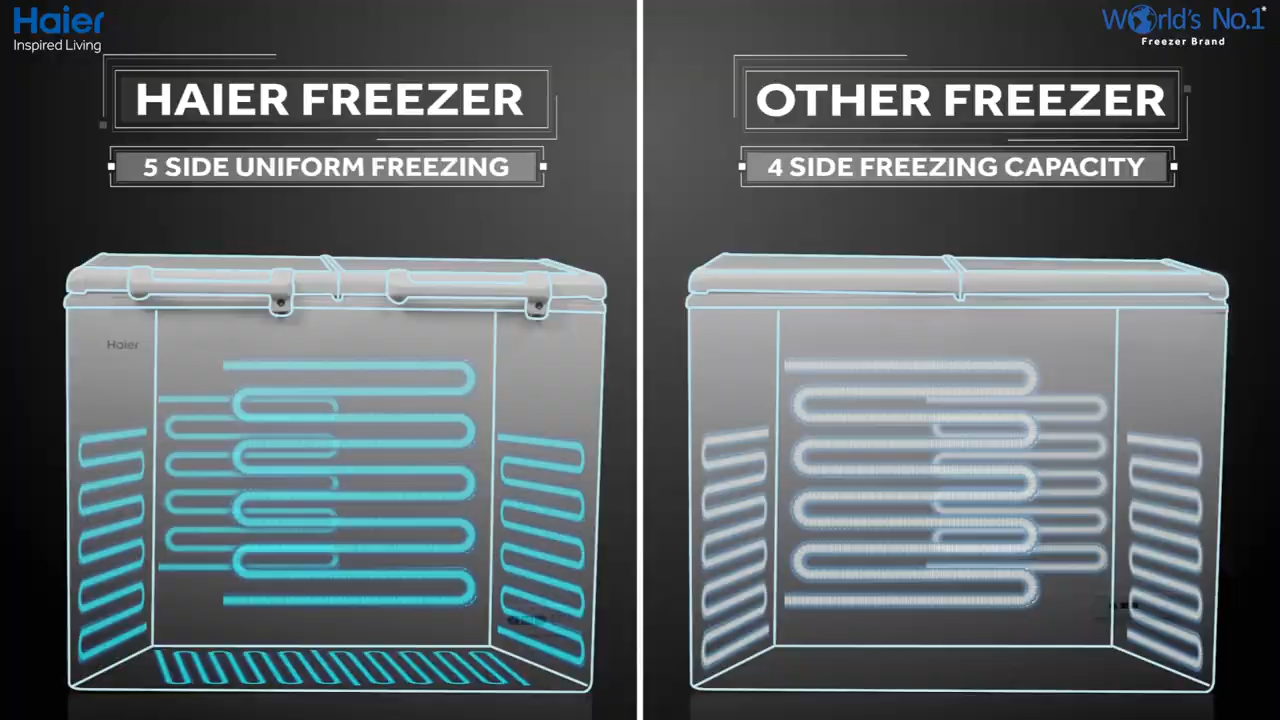 Haier
Inspired Living
World's No.1*
Freezer Brand
HAIER FREEZER
5 SIDE UNIFORM FREEZING
OTHER FREEZER
4 SIDE FREEZING CAPACITY
Haier